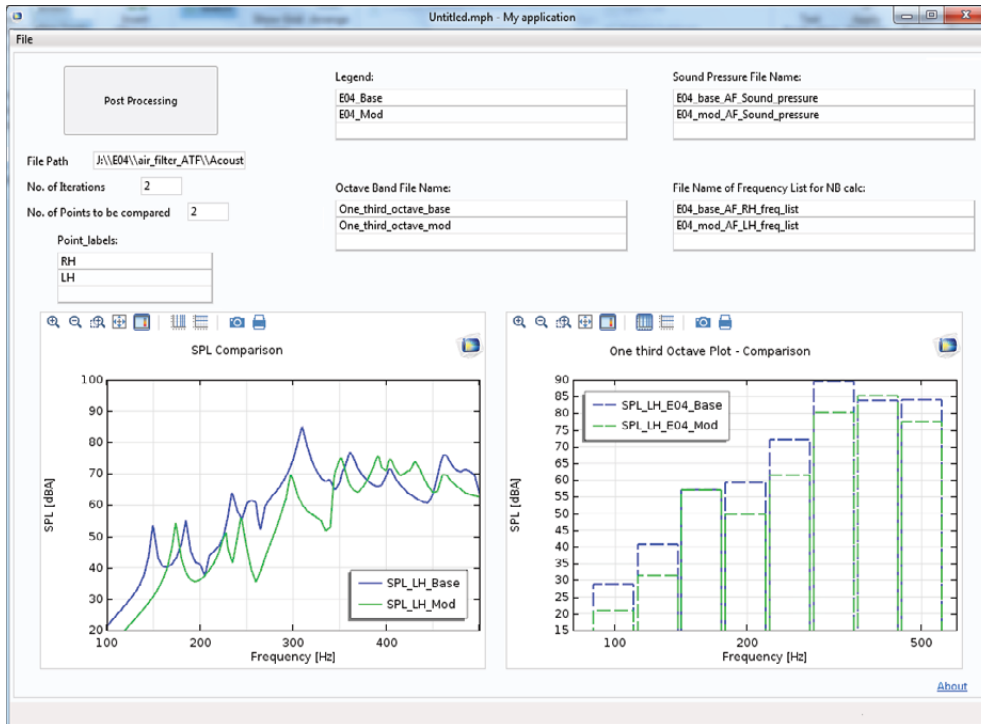 Untitled.mph - My application
File
Post Processing
Legend:
E04_Base
E04_Mod
Sound Pressure File Name:
E04_base_AF_Sound_pressure
E04_mod_AF_Sound_pressure
File Path
J:\\E04\\air_filter_ATF\\Acoust
No. of Iterations
2
No. of Points to be compared
2
Octave Band File Name:
One_third_octave_base
One_third_octave_mod
File Name of Frequency List for NB calc:
E04_base_AF_RH_freq_list
E04_mod_AF_LH_freq_list
Point_labels:
RH
LH
SPL Comparison
100
90
80
70
60
50
40
30
20
SPL [dBA]
SPL_LH_Base
SPL_LH_Mod
100
200
300
400
Frequency [Hz]
One third Octave Plot - Comparison
90
85
80
75
70
65
60
55
50
45
40
35
30
25
20
15
SPL [dBA]
SPL_LH_E04_Base
SPL_LH_E04_Mod
100
200
500
Frequency [Hz]
About